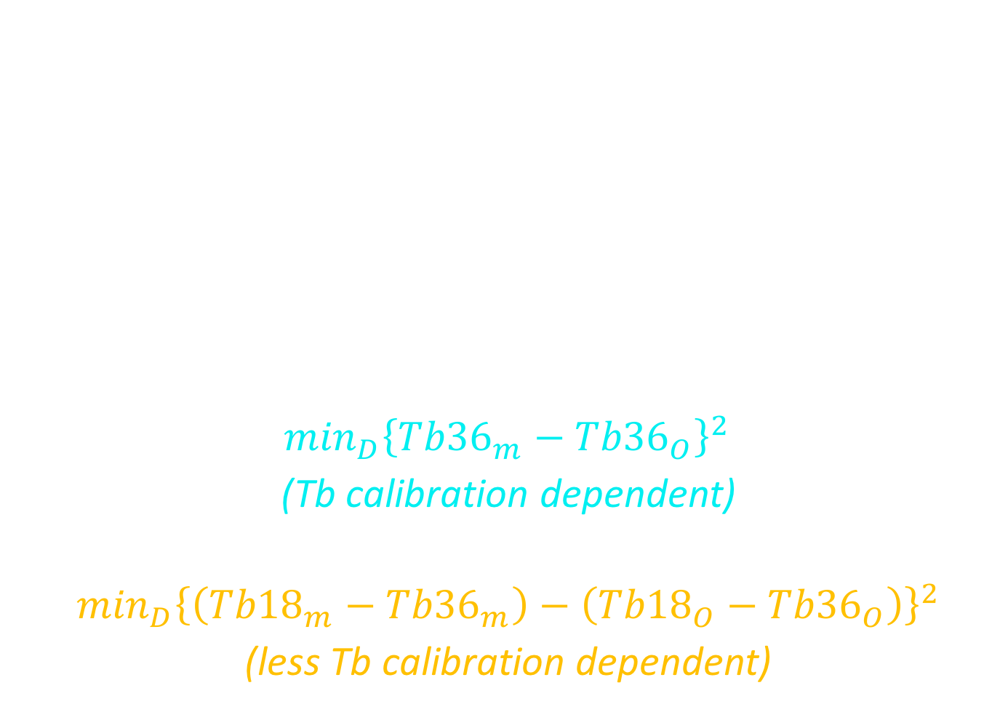 min_D{Tb36_m − Tb36_O}^2
(Tb calibration dependent)
min_D{(Tb18_m − Tb36_m) − (Tb18_O − Tb36_O)}^2
(less Tb calibration dependent)